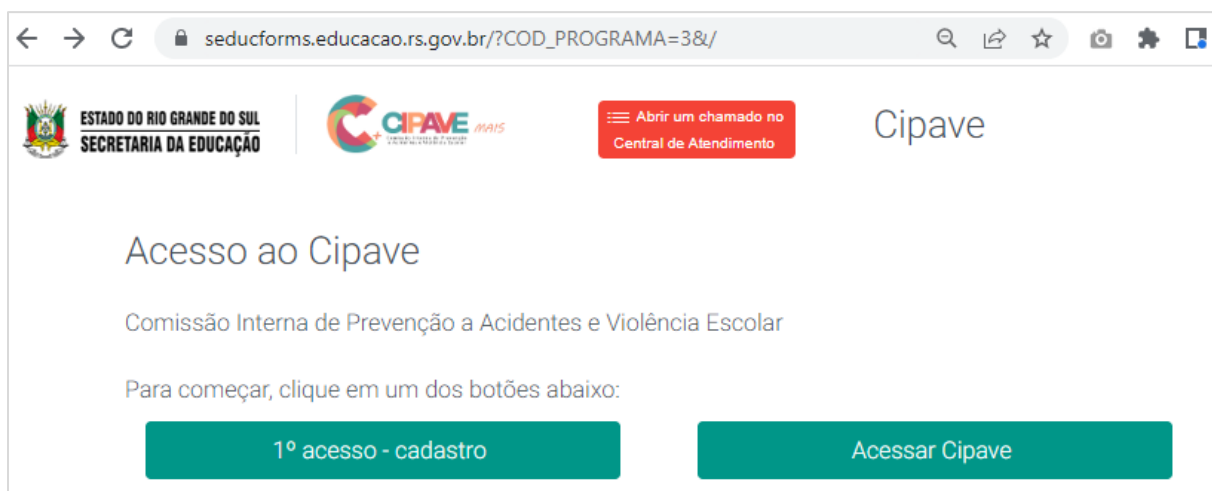 seducforms.educacao.rs.gov.br/?COD_PROGRAMA=3&/
ESTADO DO RIO GRANDE DO SUL
SECRETARIA DA EDUCAÇÃO
C+
CIPAVE MAIS
Abrir um chamado no
Central de Atendimento
Cipave
Acesso ao Cipave
Comissão Interna de Prevenção a Acidentes e Violência Escolar
Para começar, clique em um dos botões abaixo:
1º acesso - cadastro
Acessar Cipave